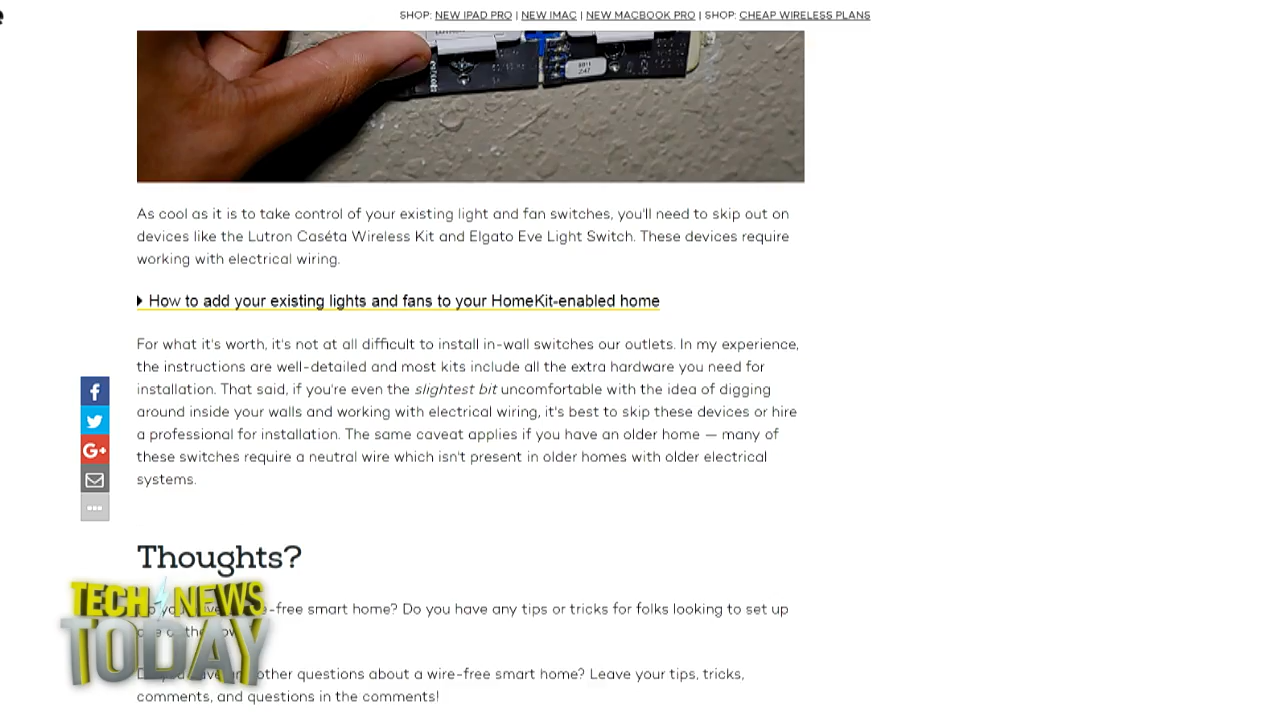 SHOP: NEW IPAD PRO | NEW IMAC | NEW MACBOOK PRO | SHOP: CHEAP WIRELESS PLANS
As cool as it is to take control of your existing light and fan switches, you'll need to skip out on
devices like the Lutron Caséta Wireless Kit and Elgato Eve Light Switch. These devices require
working with electrical wiring.
How to add your existing lights and fans to your HomeKit-enabled home
For what it's worth, it's not at all difficult to install in-wall switches our outlets. In my experience,
the instructions are well-detailed and most kits include all the extra hardware you need for
installation. That said, if you're even the slightest bit uncomfortable with the idea of digging
around inside your walls and working with electrical wiring, it's best to skip these devices or hire
a professional for installation. The same caveat applies if you have an older home — many of
these switches require a neutral wire which isn't present in older homes with older electrical
systems.
Thoughts?
-free smart home? Do you have any tips or tricks for folks looking to set up
other questions about a wire-free smart home? Leave your tips, tricks,
comments, and questions in the comments!
f
G+
TECH NEWS
TODAY